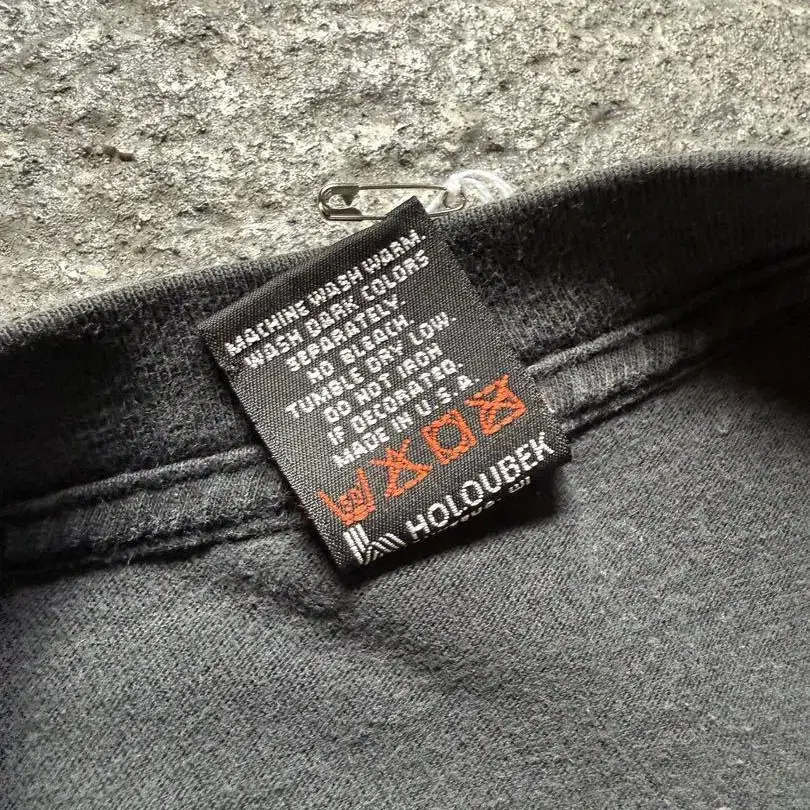 MACHINE WASH WARM.
WASH DARK COLORS
SEPARATELY.
NO BLEACH.
TUMBLE DRY LOW.
DO NOT IRON
IF DECORATED.
MADE IN U.S.A
HOLOUBEK
WI